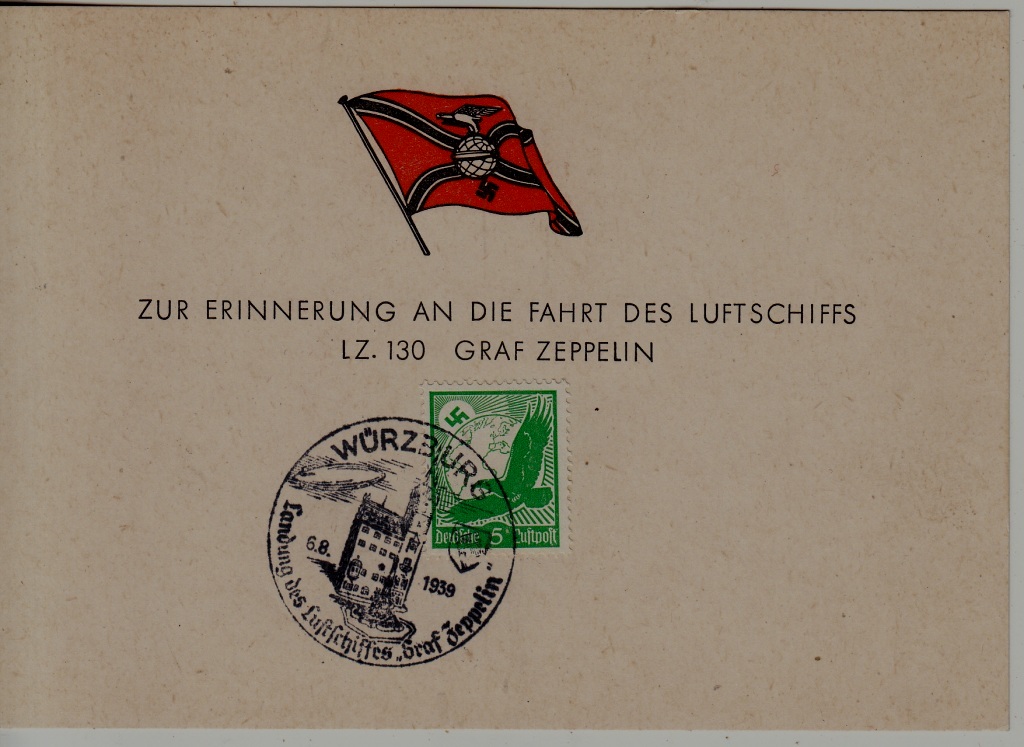 ZUR ERINNERUNG AN DIE FAHRT DES LUFTSCHIFFS
LZ. 130 GRAF ZEPPELIN
Deutsche 5 Luftpost
WÜRZBURG
6.8. 1939
Landung des Luftschiffes „Graf Zeppelin"